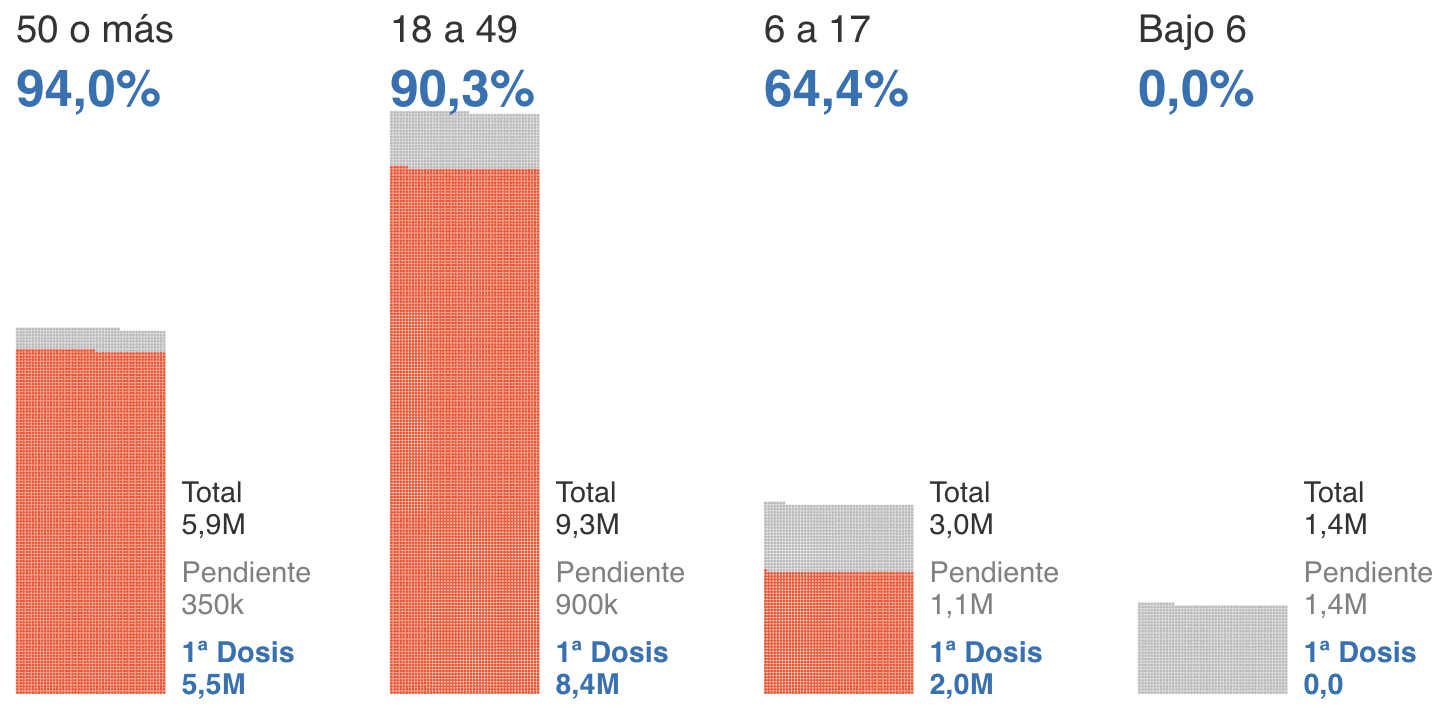 50 o más
94,0%
Total
5,9M
Pendiente
350k
1ª Dosis
5,5M
18 a 49
90,3%
Total
9,3M
Pendiente
900k
1ª Dosis
8,4M
6 a 17
64,4%
Total
3,0M
Pendiente
1,1M
1ª Dosis
2,0M
Bajo 6
0,0%
Total
1,4M
Pendiente
1,4M
1ª Dosis
0,0